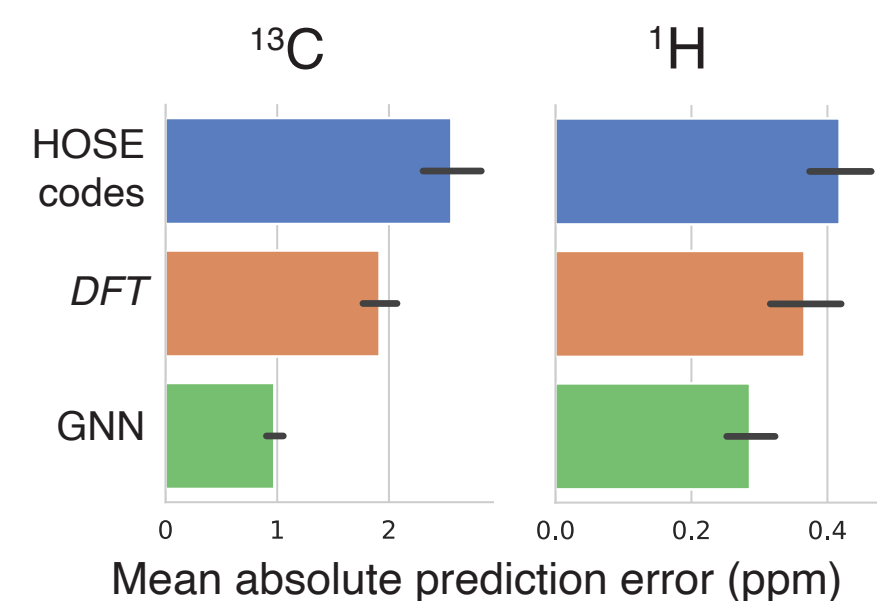 ¹³C
¹H
HOSE
codes
DFT
GNN
0 1 2
0.0 0.2 0.4
Mean absolute prediction error (ppm)